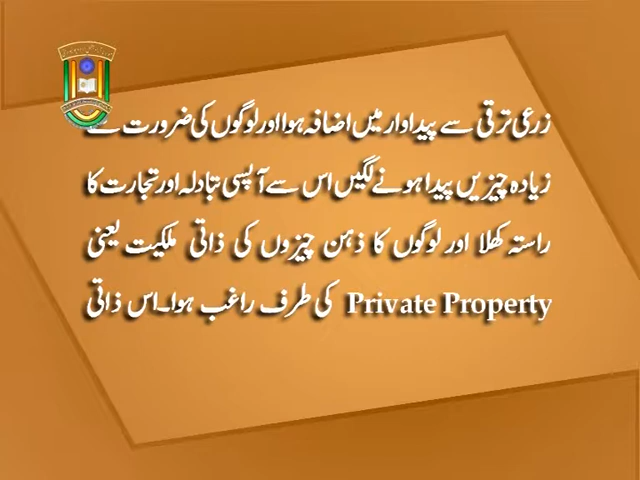 زرعی ترقی سے پیداوار میں اضافہ ہوا اور لوگوں کی ضرورت سے
زیادہ چیزیں پیدا ہونے لگیں اس سے آپسی تبادلہ اور تجارت کا
راستہ کھلا اور لوگوں کا ذہن چیزوں کی ذاتی ملکیت یعنی
Private Property کی طرف راغب ہوا۔ اس ذاتی